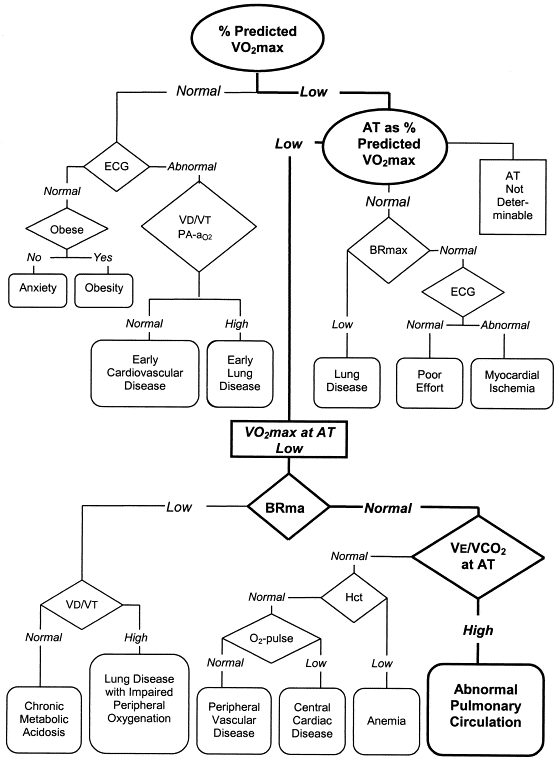 % Predicted
VO2max
Normal
Low
AT as %
Predicted
VO2max
Low
ECG
Abnormal
AT
Not
Deter-
minable
Normal
Normal
VD/VT
PA-aO2
Obese
BRmax
Normal
No
Yes
ECG
Anxiety
Obesity
Normal
High
Low
Normal
Abnormal
Early
Cardiovascular
Disease
Early
Lung
Disease
Lung
Disease
Poor
Effort
Myocardial
Ischemia
VO2max at AT
Low
Low
BRma
Normal
VE/VCO2
at AT
Normal
VD/VT
Normal
Hct
Normal
High
O2-pulse
High
Normal
Low
Low
Chronic
Metabolic
Acidosis
Lung Disease
with Impaired
Peripheral
Oxygenation
Peripheral
Vascular
Disease
Central
Cardiac
Disease
Anemia
Abnormal
Pulmonary
Circulation